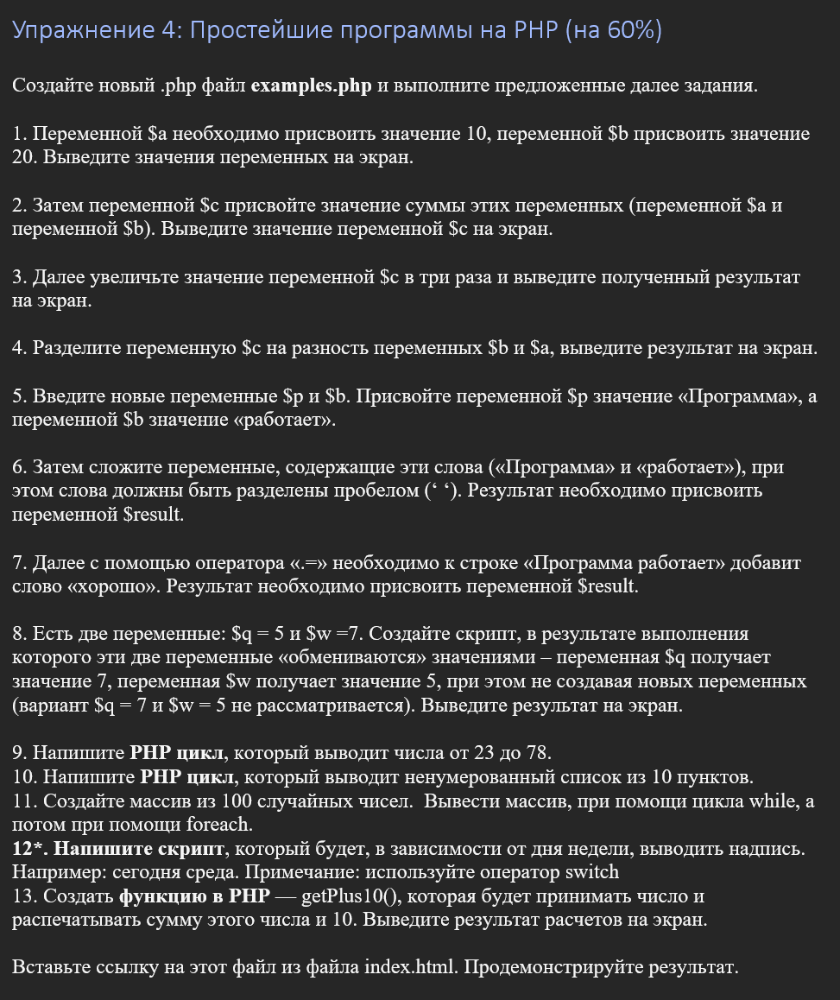 Упражнение 4: Простейшие программы на PHP (на 60%)
Создайте новый .php файл examples.php и выполните предложенные далее задания.
1. Переменной $a необходимо присвоить значение 10, переменной $b присвоить значение
20. Выведите значения переменных на экран.
2. Затем переменной $c присвойте значение суммы этих переменных (переменной $a и
переменной $b). Выведите значение переменной $c на экран.
3. Далее увеличьте значение переменной $c в три раза и выведите полученный результат
на экран.
4. Разделите переменную $c на разность переменных $b и $a, выведите результат на экран.
5. Введите новые переменные $p и $b. Присвойте переменной $p значение «Программа», а
переменной $b значение «работает».
6. Затем сложите переменные, содержащие эти слова («Программа» и «работает»), при
этом слова должны быть разделены пробелом (‘ ‘). Результат необходимо присвоить
переменной $result.
7. Далее с помощью оператора «.=» необходимо к строке «Программа работает» добавит
слово «хорошо». Результат необходимо присвоить переменной $result.
8. Есть две переменные: $q = 5 и $w =7. Создайте скрипт, в результате выполнения
которого эти две переменные «обмениваются» значениями – переменная $q получает
значение 7, переменная $w получает значение 5, при этом не создавая новых переменных
(вариант $q = 7 и $w = 5 не рассматривается). Выведите результат на экран.
9. Напишите PHP цикл, который выводит числа от 23 до 78.
10. Напишите PHP цикл, который выводит ненумерованный список из 10 пунктов.
11. Создайте массив из 100 случайных чисел.  Вывести массив, при помощи цикла while, а
потом при помощи foreach.
12*. Напишите скрипт, который будет, в зависимости от дня недели, выводить надпись.
Например: сегодня среда. Примечание: используйте оператор switch
13. Создать функцию в PHP — getPlus10(), которая будет принимать число и
распечатывать сумму этого числа и 10. Выведите результат расчетов на экран.
Вставьте ссылку на этот файл из файла index.html. Продемонстрируйте результат.